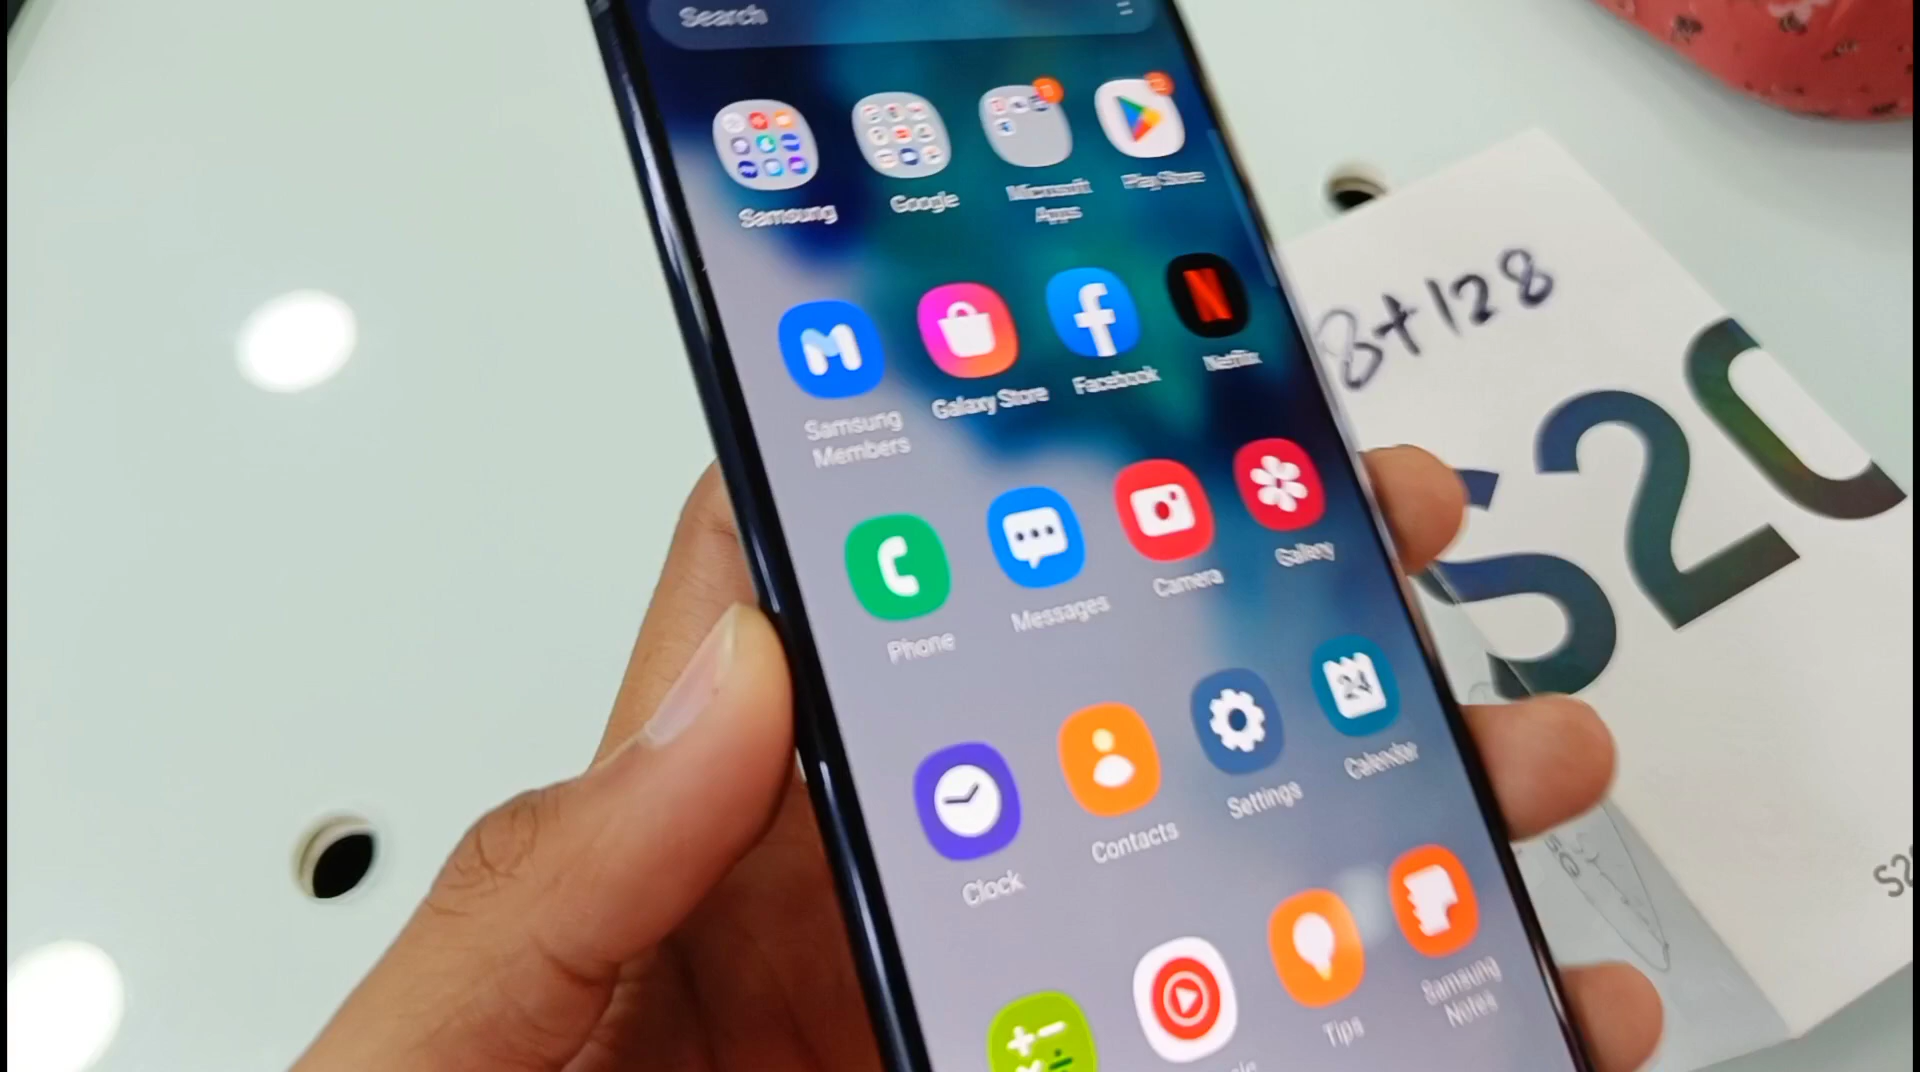 Search
Samsung
Google
Microsoft
Apps
Play Store
Samsung
Members
Galaxy Store
Facebook
Netflix
Phone
Messages
Camera
Gallery
Clock
Contacts
Settings
24
Calendar
Tips
Samsung
Notes
8+128
S20